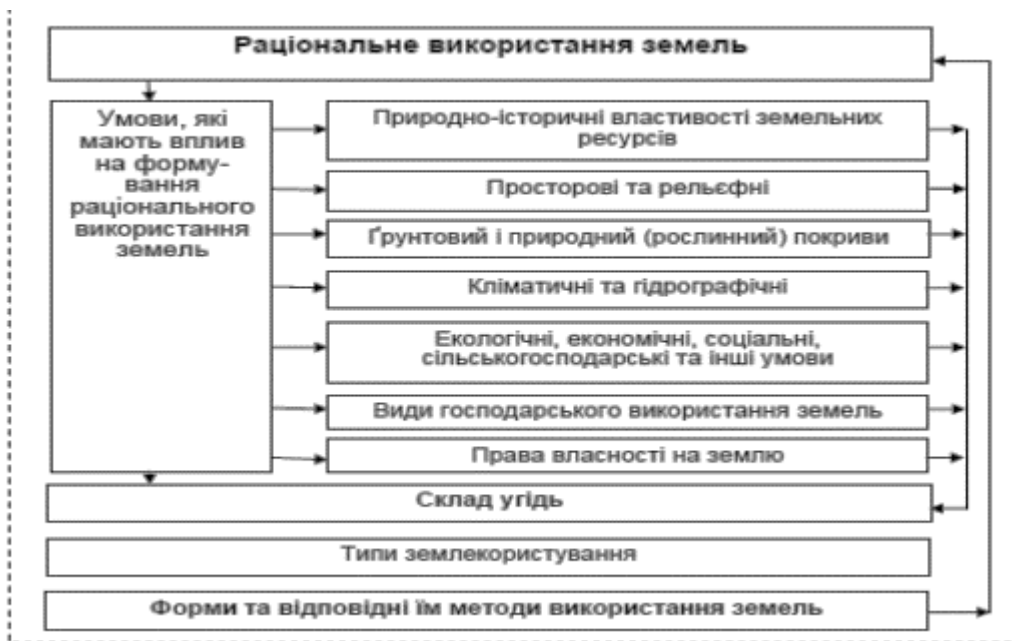 Раціональне використання земель
Умови, які
мають вплив
на форму-
вання
раціонального
використання
земель
Природно-історичні властивості земельних
ресурсів
Просторові та рельєфні
Ґрунтовий і природний (рослинний) покриви
Кліматичні та гідрографічні
Екологічні, економічні, соціальні,
сільськогосподарські та інші умови
Види господарського використання земель
Права власності на землю
Склад угідь
Типи землекористування
Форми та відповідні їм методи використання земель